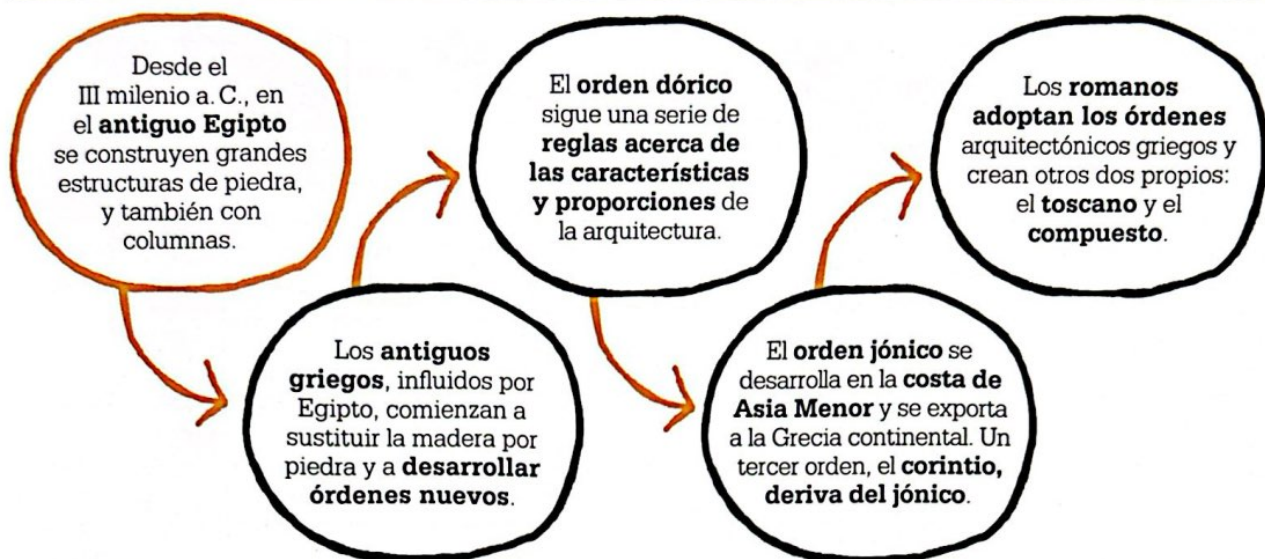 Desde el
III milenio a. C., en
el antiguo Egipto
se construyen grandes
estructuras de piedra,
y también con
columnas.
Los antiguos
griegos, influidos por
Egipto, comienzan a
sustituir la madera por
piedra y a desarrollar
órdenes nuevos.
El orden dórico
sigue una serie de
reglas acerca de
las características
y proporciones de
la arquitectura.
El orden jónico se
desarrolla en la costa de
Asia Menor y se exporta
a la Grecia continental. Un
tercer orden, el corintio,
deriva del jónico.
Los romanos
adoptan los órdenes
arquitectónicos griegos y
crean otros dos propios:
el toscano y el
compuesto.